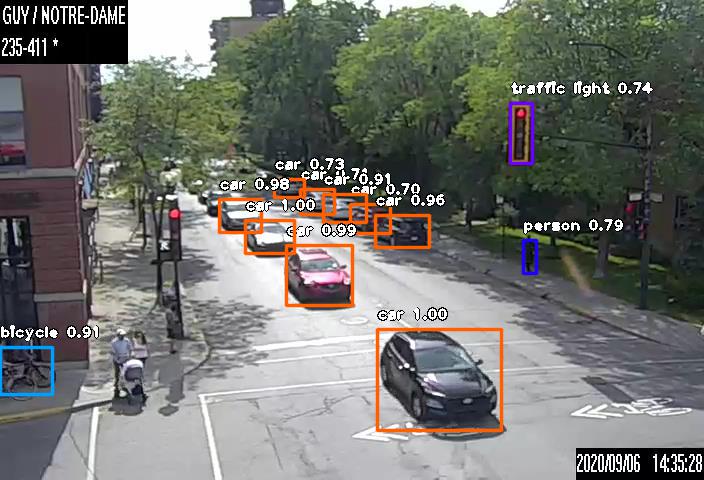 GUY / NOTRE-DAME
235-411 *
traffic light 0.74
car 0.73
car 0.91
car 0.98
car 0.70
car 1.00
car 0.96
person 0.79
car 0.99
car 1.00
bicycle 0.91
2020/09/06 14:35:28